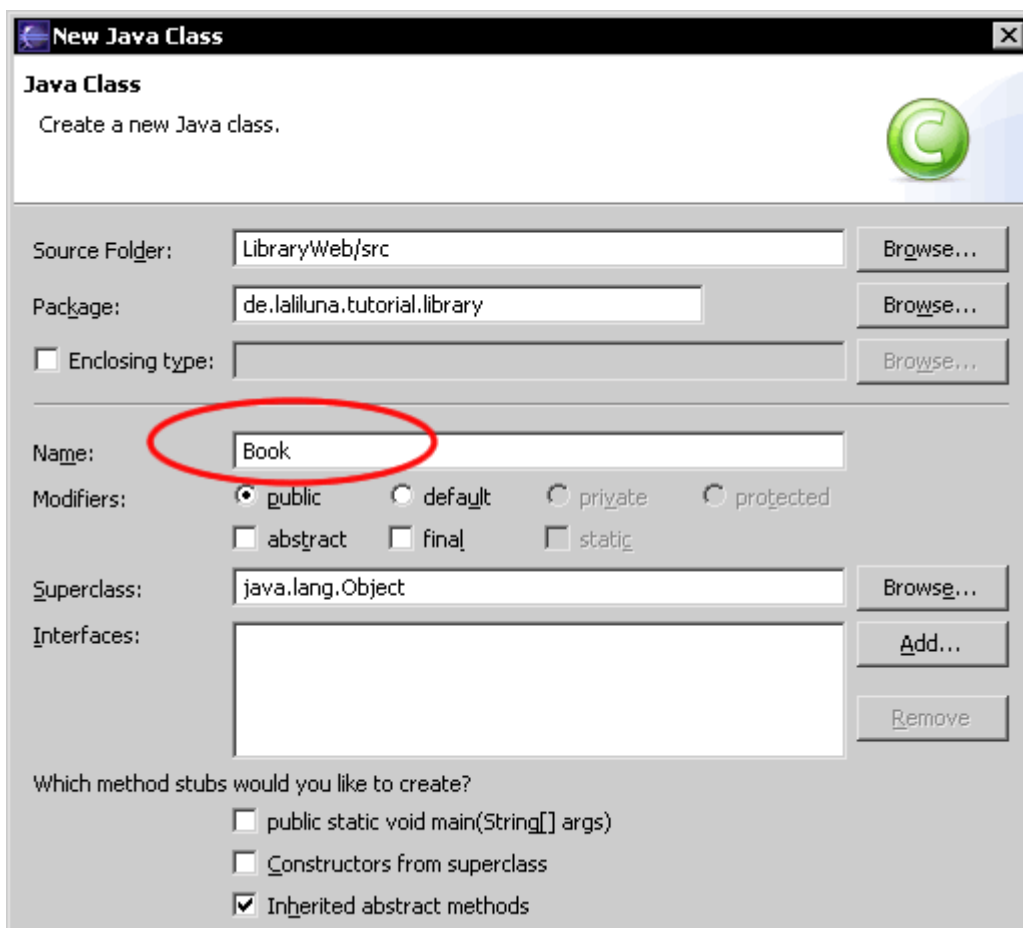 New Java Class
Java Class
Create a new Java class.
Source Folder: LibraryWeb/src Browse...
Package: de.laliluna.tutorial.library Browse...
Enclosing type: Browse...
Name: Book
Modifiers: public default private protected
abstract final static
Superclass: java.lang.Object Browse...
Interfaces: Add...
Remove
Which method stubs would you like to create?
public static void main(String[] args)
Constructors from superclass
Inherited abstract methods